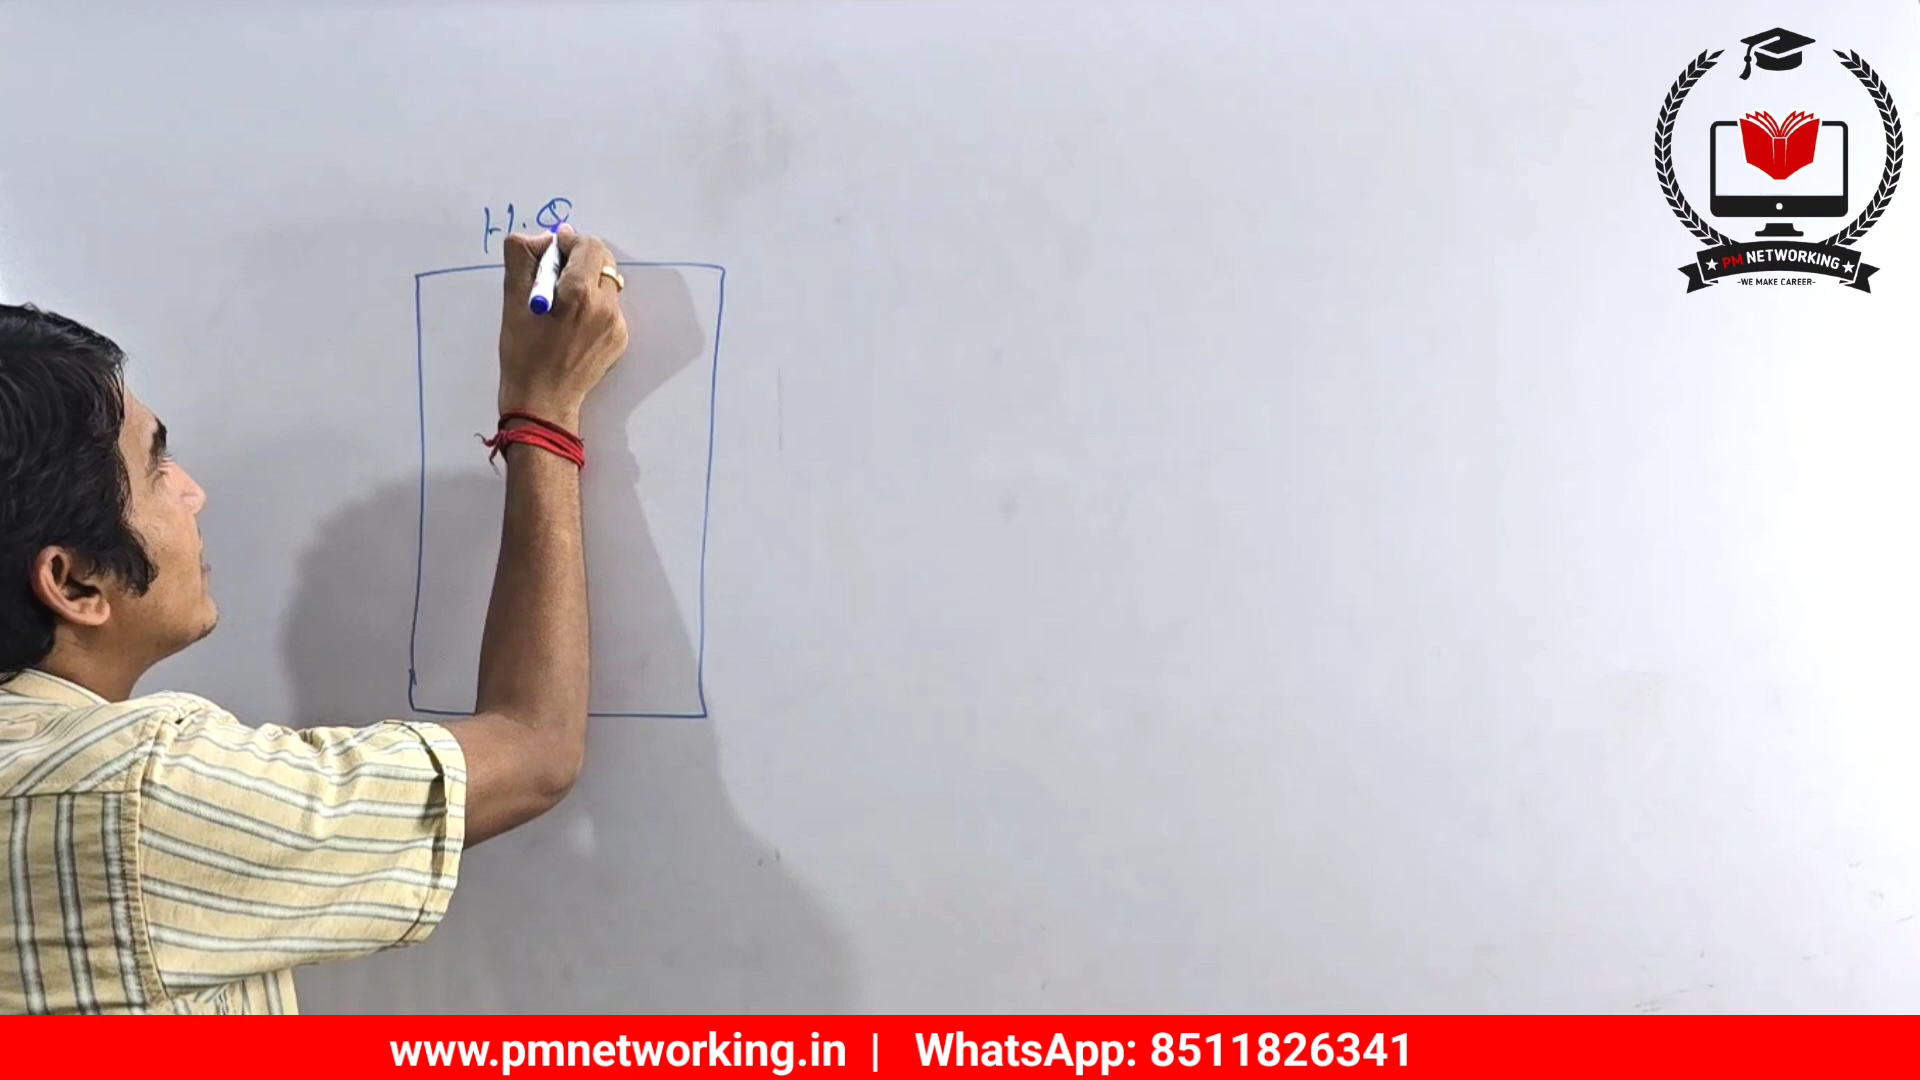 H.O
PM NETWORKING
-WE MAKE CAREER-
www.pmnetworking.in | WhatsApp: 8511826341